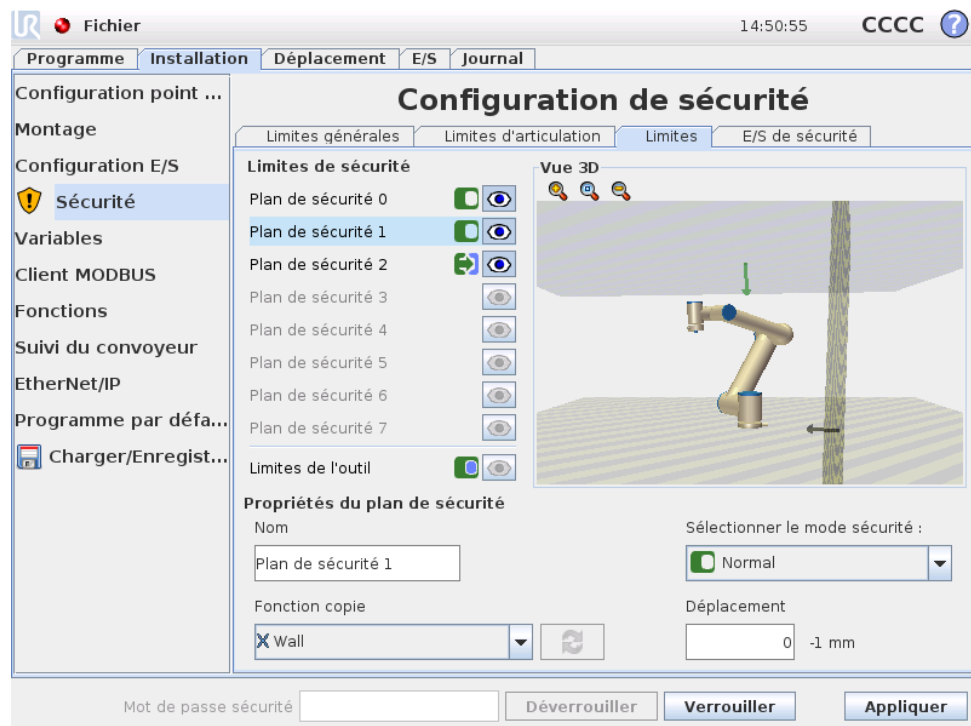 UR Fichier 14:50:55 CCCC ?
Programme Installation Déplacement E/S Journal
Configuration point ...
Montage
Configuration E/S
Sécurité
Variables
Client MODBUS
Fonctions
Suivi du convoyeur
EtherNet/IP
Programme par défa...
Charger/Enregist...
Configuration de sécurité
Limites générales Limites d'articulation Limites E/S de sécurité
Limites de sécurité
Plan de sécurité 0
Plan de sécurité 1
Plan de sécurité 2
Plan de sécurité 3
Plan de sécurité 4
Plan de sécurité 5
Plan de sécurité 6
Plan de sécurité 7
Limites de l'outil
Vue 3D
Propriétés du plan de sécurité
Nom
Plan de sécurité 1
Fonction copie
Wall
Sélectionner le mode sécurité :
Normal
Déplacement
0 -1 mm
Mot de passe sécurité Déverrouiller Verrouiller Appliquer